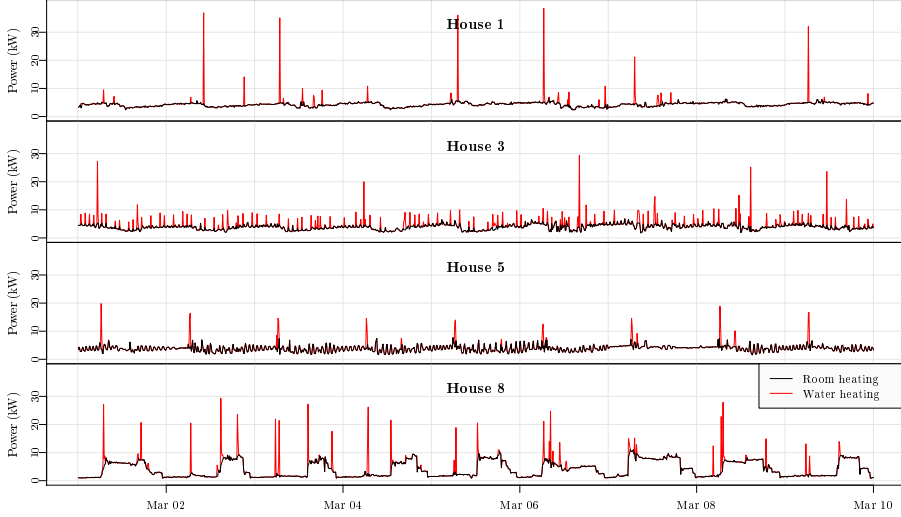 House 1
Power (kW)
30
20
10
0
House 3
Power (kW)
30
20
10
0
House 5
Power (kW)
30
20
10
0
House 8
Power (kW)
30
20
10
0
Room heating
Water heating
Mar 02 Mar 04 Mar 06 Mar 08 Mar 10